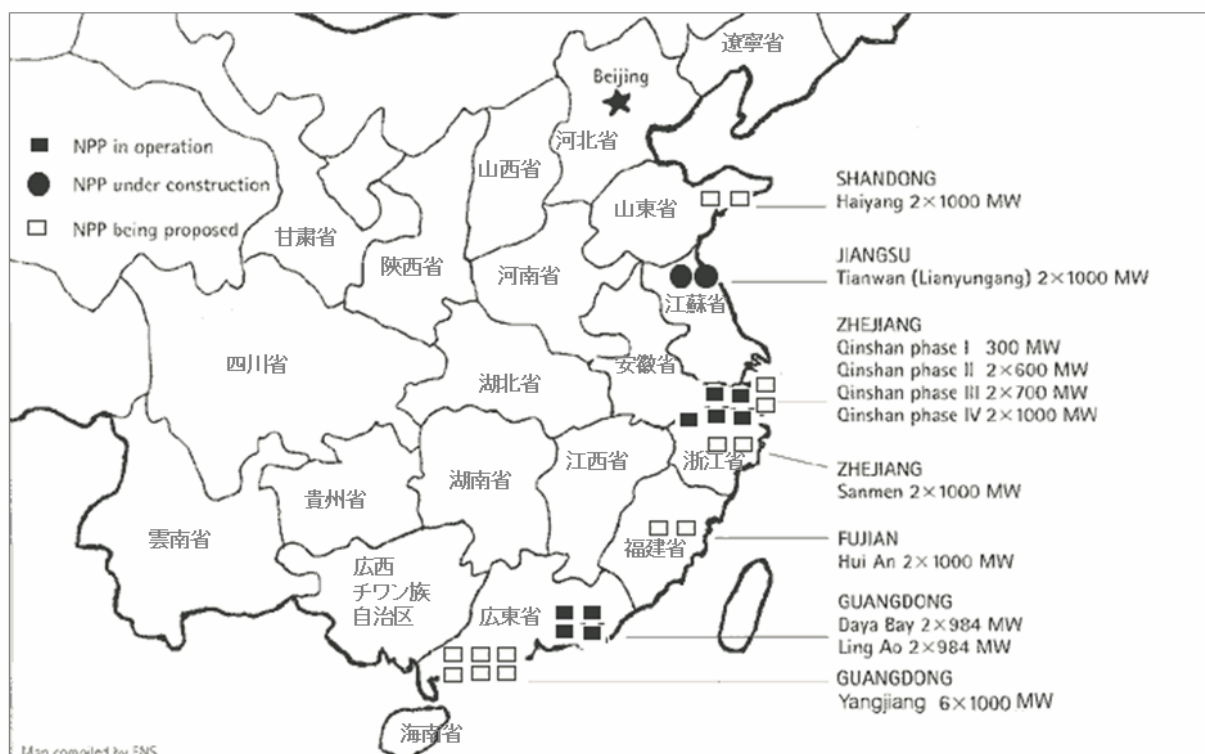 遼寧省
Beijing
河北省
NPP in operation
山西省
NPP under construction
SHANDONG
Haiyang 2×1000 MW
山東省
NPP being proposed
甘粛省
陝西省
河南省
JIANGSU
Tianwan (Lianyungang) 2×1000 MW
江蘇省
ZHEJIANG
Qinshan phase I 300 MW
Qinshan phase II 2×600 MW
Qinshan phase III 2×700 MW
Qinshan phase IV 2×1000 MW
四川省
安徽省
湖北省
浙江省
ZHEJIANG
Sanmen 2×1000 MW
江西省
湖南省
貴州省
雲南省
福建省
FUJIAN
Hui An 2×1000 MW
広西
チワン族
自治区
広東省
GUANGDONG
Daya Bay 2×984 MW
Ling Ao 2×984 MW
GUANGDONG
Yangjiang 6×1000 MW
海南省
Map compiled by ENS